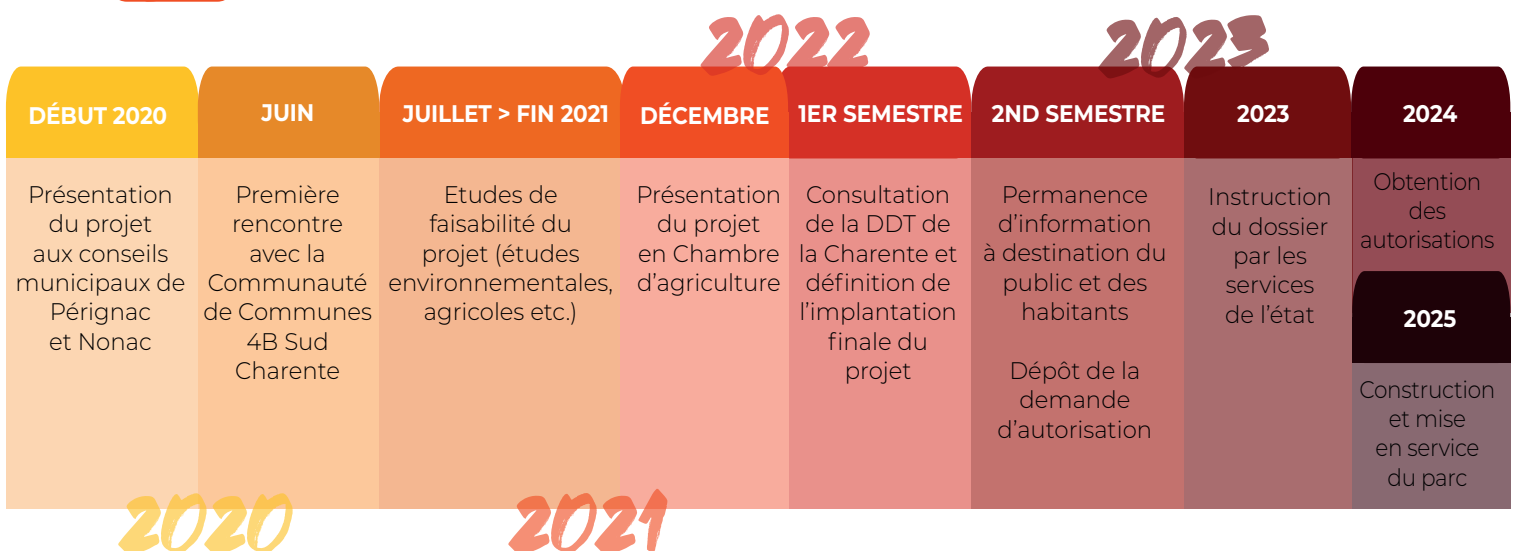 2022
2023
DÉBUT 2020
Présentation
du projet
aux conseils
municipaux de
Pérignac
et Nonac
JUIN
Première
rencontre
avec la
Communauté
de Communes
4B Sud
Charente
JUILLET > FIN 2021
Etudes de
faisabilité du
projet (études
environnementales,
agricoles etc.)
DÉCEMBRE
Présentation
du projet
en Chambre
d’agriculture
1ER SEMESTRE
Consultation
de la DDT de
la Charente et
définition de
l’implantation
finale du
projet
2ND SEMESTRE
Permanence
d’information
à destination du
public et des
habitants
Dépôt de la
demande
d’autorisation
2023
Instruction
du dossier
par les
services
de l’état
2024
Obtention
des
autorisations
2025
Construction
et mise
en service
du parc
2020
2021